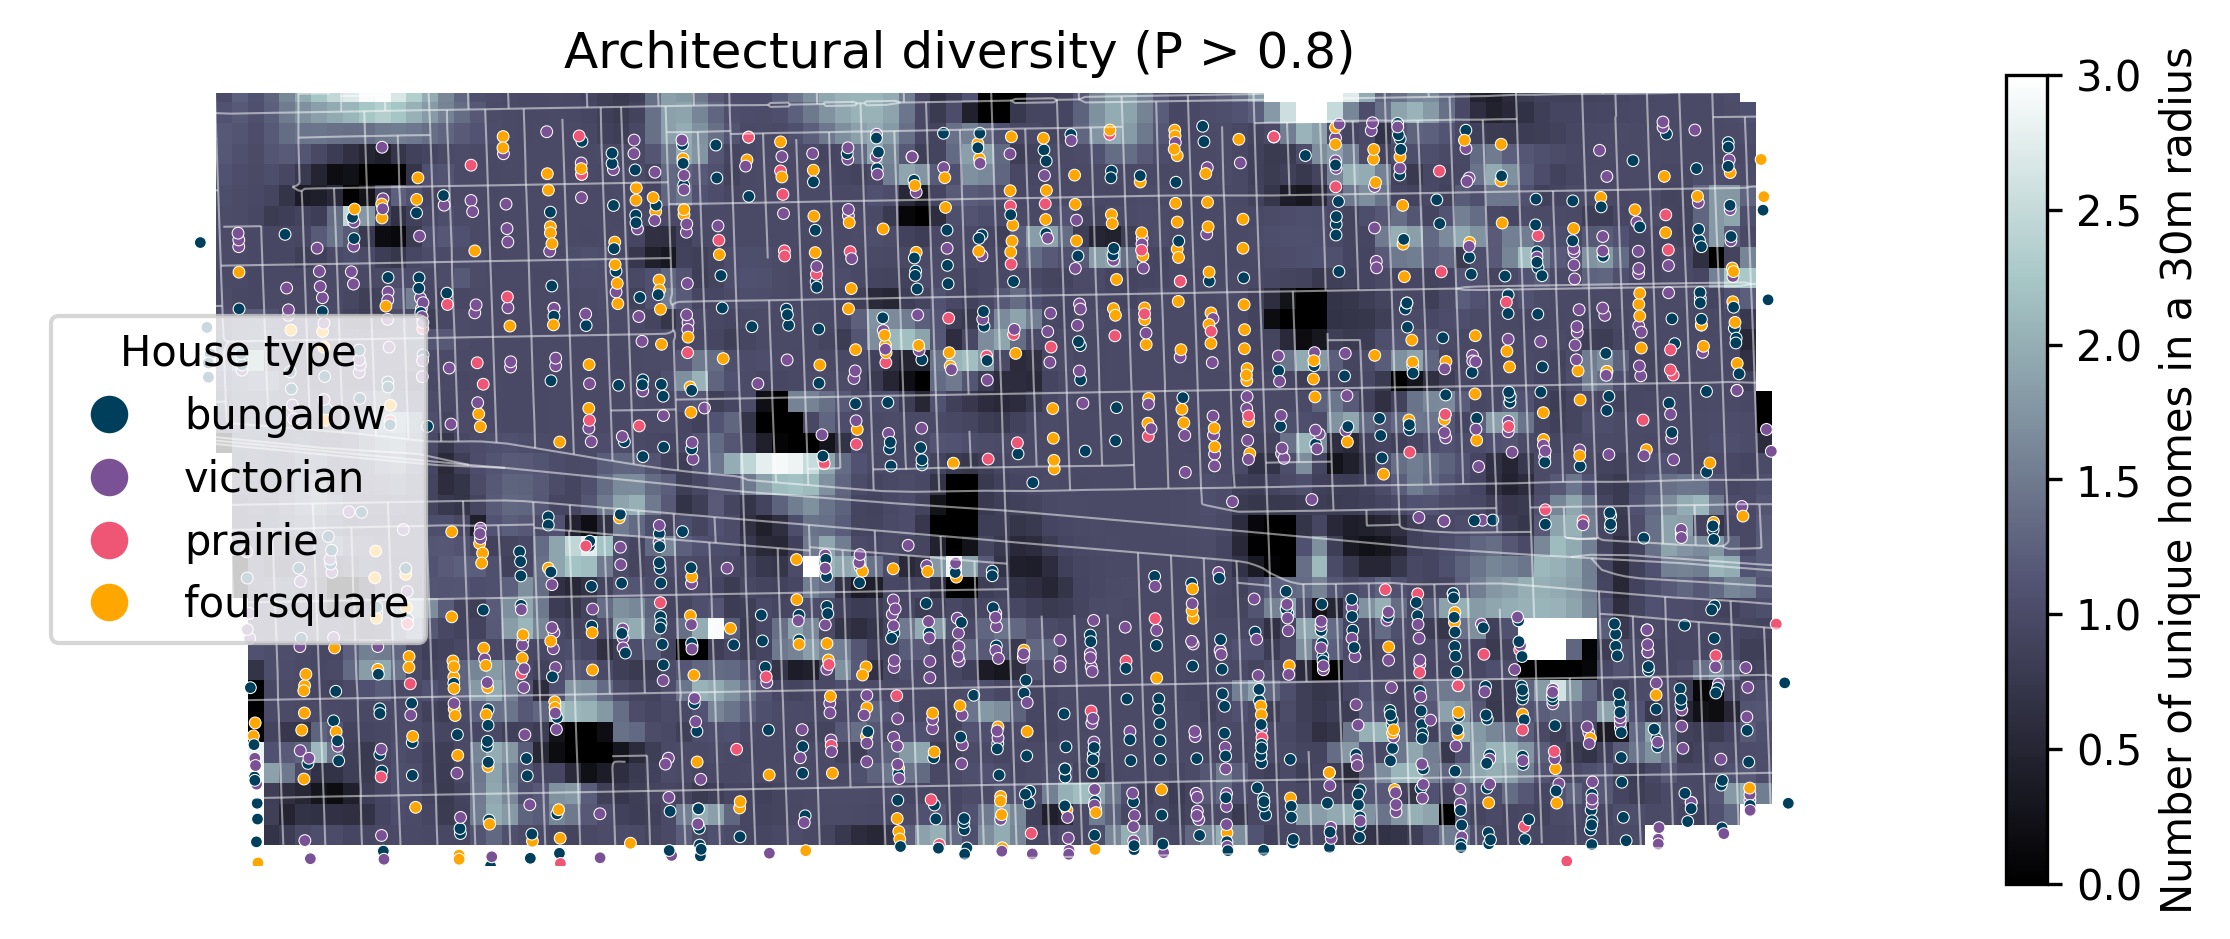 Architectural diversity (P > 0.8)
House type
bungalow
victorian
prairie
foursquare
3.0
2.5
2.0
1.5
1.0
0.5
0.0
Number of unique homes in a 30m radius